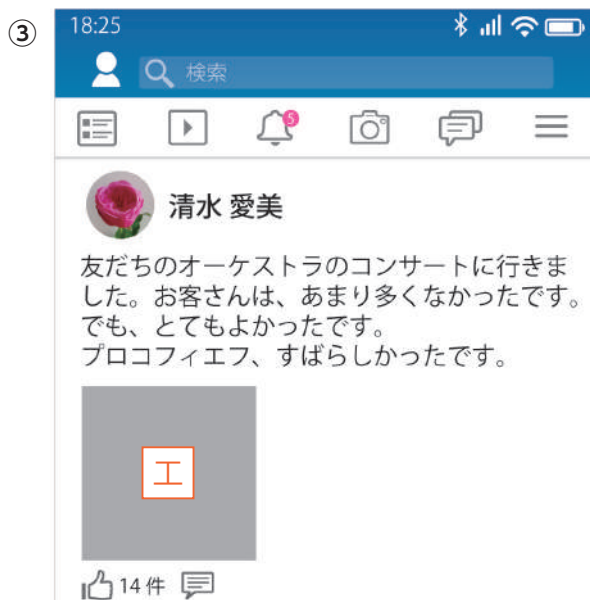 ③
18:25
検索
5
清水 愛美
友だちのオーケストラのコンサートに行きま
した。お客さんは、あまり多くなかったです。
でも、とてもよかったです。
プロコフィエフ、すばらしかったです。
エ
14 件